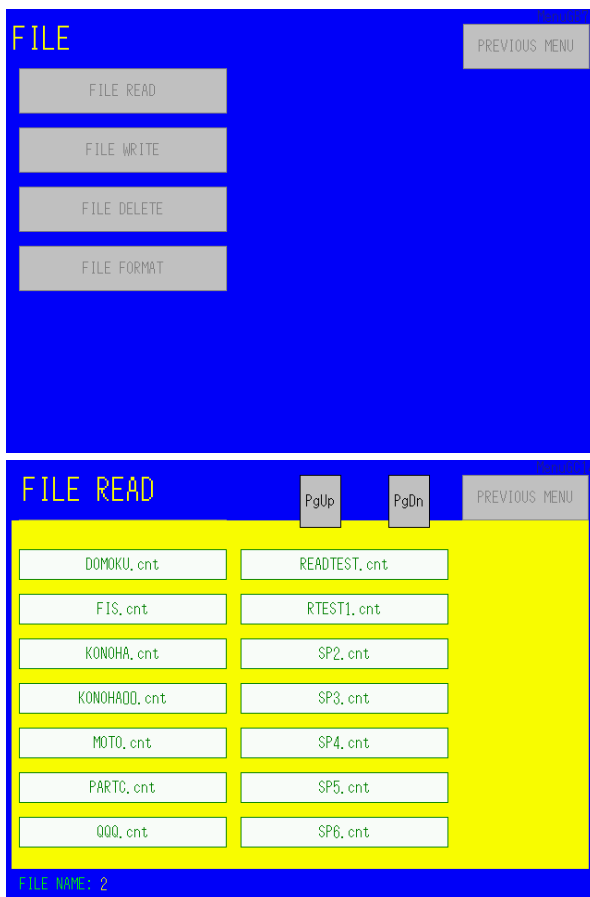 FILE
PREVIOUS MENU
FILE READ
FILE WRITE
FILE DELETE
FILE FORMAT
FILE READ
PgUp
PgDn
PREVIOUS MENU
DOMOKU.cnt
READTEST.cnt
FIS.cnt
RTEST1.cnt
KONOHA.cnt
SP2.cnt
SP3.cnt
MOTO.cnt
SP4.cnt
PARTC.cnt
SP5.cnt
QQQ.cnt
SP6.cnt
FILE NAME: 2